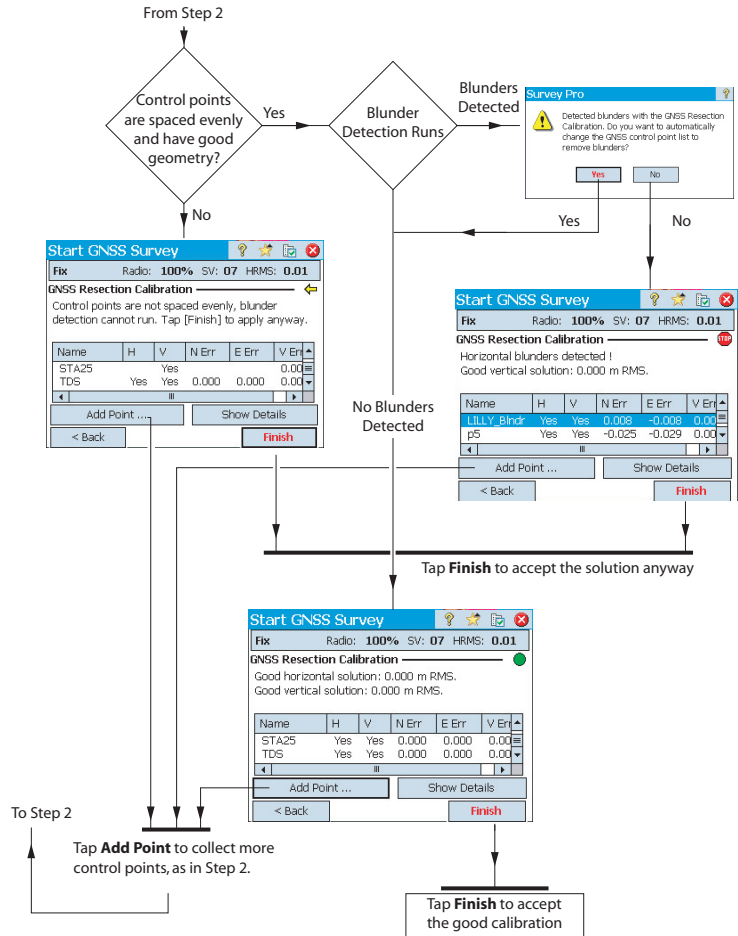 From Step 2
Control points
are spaced evenly
and have good
geometry?
Yes
No
Blunder
Detection Runs
Blunders
Detected
Survey Pro
?
Detected blunders with the GNSS Resection
Calibration. Do you want to automatically
change the GNSS control point list to
remove blunders?
Yes
No
Yes
No
Start GNSS Survey
?
Fix Radio: 100% SV: 07 HRMS: 0.01
GNSS Resection Calibration
Control points are not spaced evenly, blunder
detection cannot run. Tap [Finish] to apply anyway.
Name H V N Err E Err V Err
STA25 Yes 0.00
TDS Yes Yes 0.000 0.000 0.00
Add Point ... Show Details
< Back Finish
Start GNSS Survey
?
Fix Radio: 100% SV: 07 HRMS: 0.01
GNSS Resection Calibration
STOP
Horizontal blunders detected !
Good vertical solution: 0.000 m RMS.
Name H V N Err E Err V Err
LILLY_Blndr Yes Yes 0.008 -0.008 0.00
p5 Yes Yes -0.025 -0.029 0.00
Add Point ... Show Details
< Back Finish
No Blunders
Detected
Tap Finish to accept the solution anyway
Start GNSS Survey
?
Fix Radio: 100% SV: 07 HRMS: 0.01
GNSS Resection Calibration
Good horizontal solution: 0.000 m RMS.
Good vertical solution: 0.000 m RMS.
Name H V N Err E Err V Err
STA25 Yes Yes 0.000 0.000 0.00
TDS Yes Yes 0.000 0.000 0.00
Add Point ... Show Details
< Back Finish
To Step 2
Tap Add Point to collect more
control points, as in Step 2.
Tap Finish to accept
the good calibration